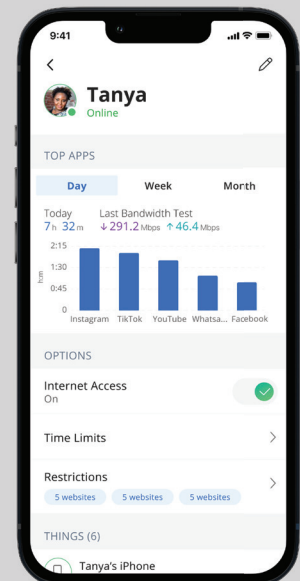 9:41
Tanya
Online
TOP APPS
Day Week Month
Today Last Bandwidth Test
7h 32m ↓291.2 Mbps ↑46.4 Mbps
2:15
1:30
0:45
0
h:m
Instagram TikTok YouTube Whatsa... Facebook
OPTIONS
Internet Access
On
Time Limits
Restrictions
5 websites 5 websites 5 websites
THINGS (6)
Tanya's iPhone